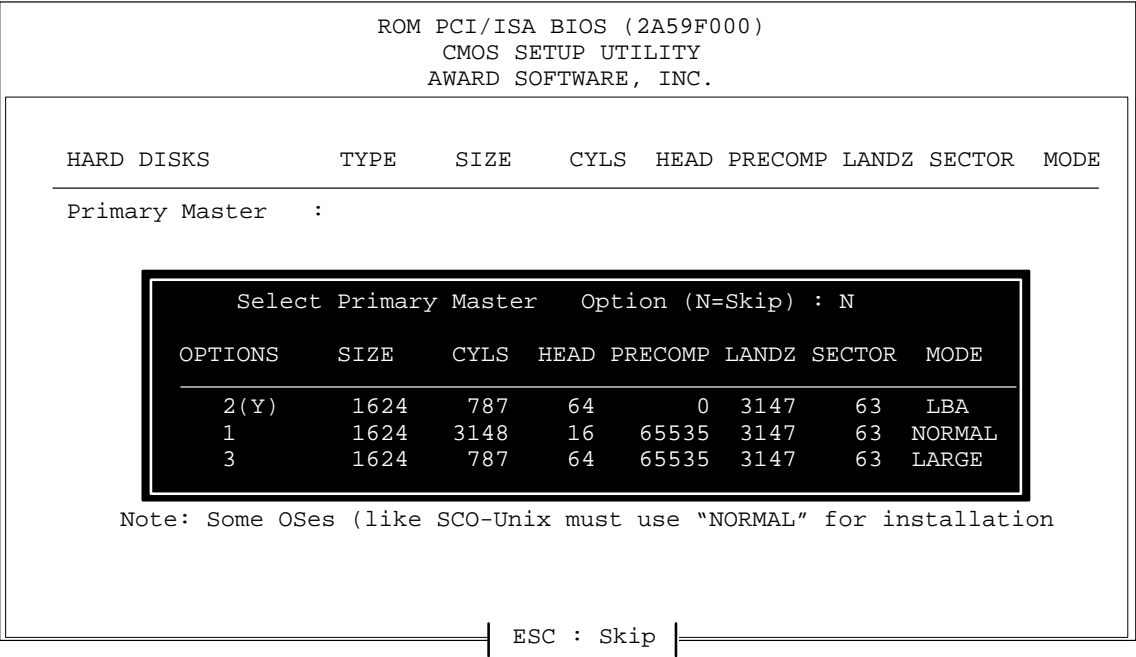 ROM PCI/ISA BIOS (2A59F000)
CMOS SETUP UTILITY
AWARD SOFTWARE, INC.
HARD DISKS TYPE SIZE CYLS HEAD PRECOMP LANDZ SECTOR MODE
Primary Master :
Select Primary Master Option (N=Skip) : N
OPTIONS SIZE CYLS HEAD PRECOMP LANDZ SECTOR MODE
2(Y) 1624 787 64 0 3147 63 LBA
1 1624 3148 16 65535 3147 63 NORMAL
3 1624 787 64 65535 3147 63 LARGE
Note: Some OSes (like SCO-Unix must use “NORMAL” for installation
ESC : Skip